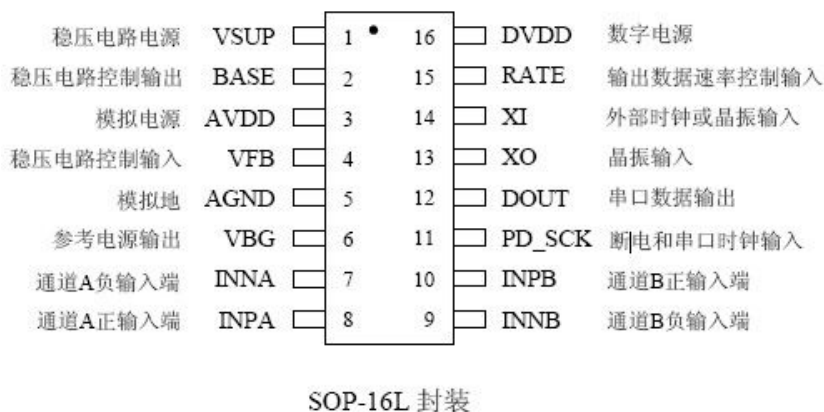 稳压电路电源 VSUP 1 16 DVDD 数字电源
稳压电路控制输出 BASE 2 15 RATE 输出数据速率控制输入
模拟电源 AVDD 3 14 XI 外部时钟或晶振输入
稳压电路控制输入 VFB 4 13 XO 晶振输入
模拟地 AGND 5 12 DOUT 串口数据输出
参考电源输出 VBG 6 11 PD_SCK 断电和串口时钟输入
通道A负输入端 INNA 7 10 INPB 通道B正输入端
通道A正输入端 INPA 8 9 INNB 通道B负输入端
SOP-16L 封装